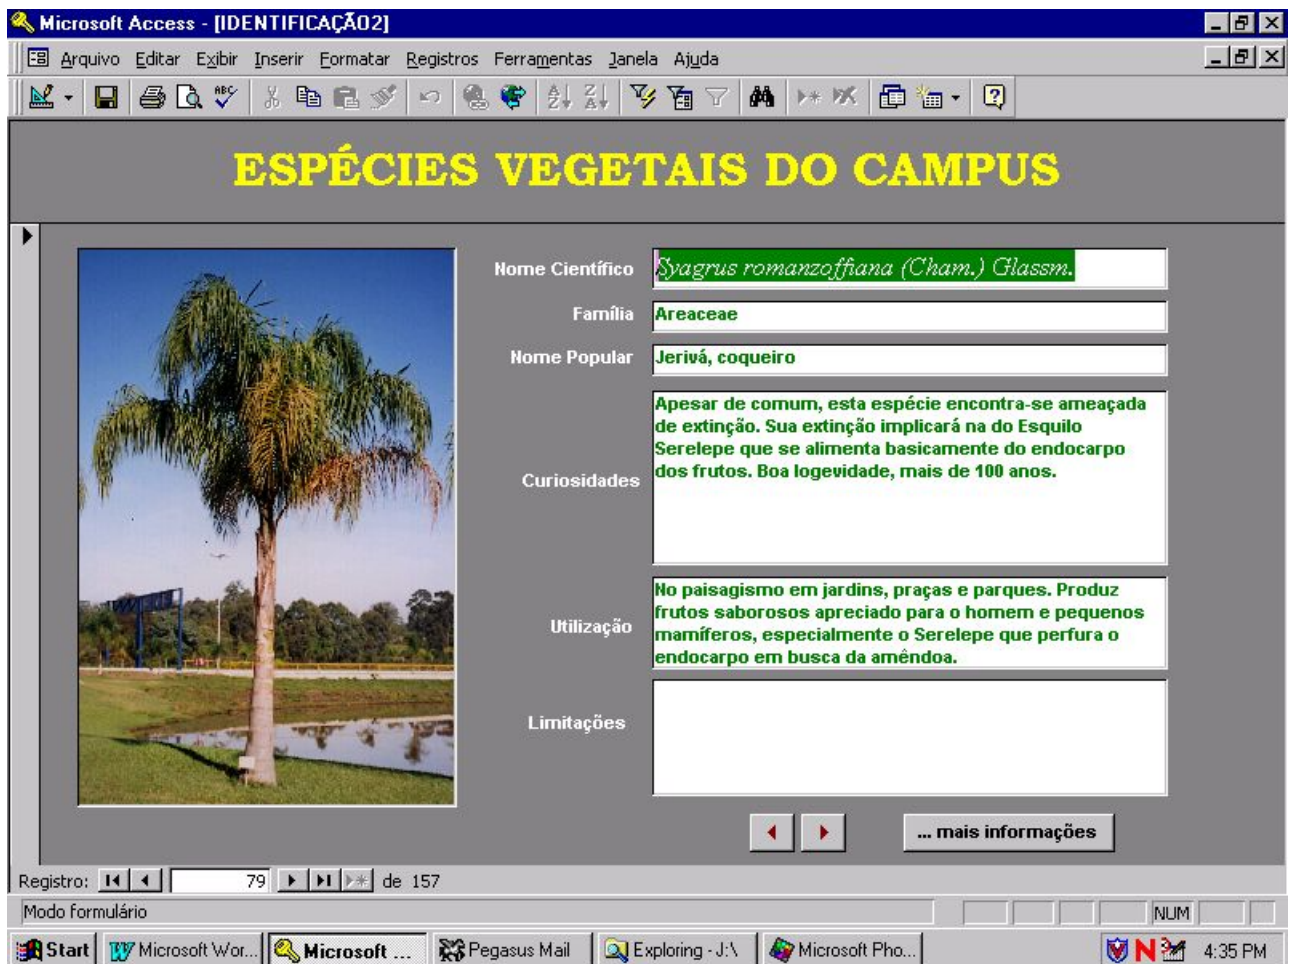 Microsoft Access - [IDENTIFICAÇÃO2]
Arquivo Editar Exibir Inserir Formatar Registros Ferramentas Janela Ajuda
ESPÉCIES VEGETAIS DO CAMPUS
Nome Científico Syagrus romanzoffiana (Cham.) Glassm.
Família Areaceae
Nome Popular Jerivá, coqueiro
Curiosidades
Apesar de comum, esta espécie encontra-se ameaçada
de extinção. Sua extinção implicará na do Esquilo
Serelepe que se alimenta basicamente do endocarpo
dos frutos. Boa logevidade, mais de 100 anos.
Utilização
No paisagismo em jardins, praças e parques. Produz
frutos saborosos apreciado para o homem e pequenos
mamíferos, especialmente o Serelepe que perfura o
endocarpo em busca da amêndoa.
Limitações
... mais informações
Registro: 79 de 157
Modo formulário NUM
Start Microsoft Wor... Microsoft ... Pegasus Mail Exploring - J:\ Microsoft Pho... 4:35 PM